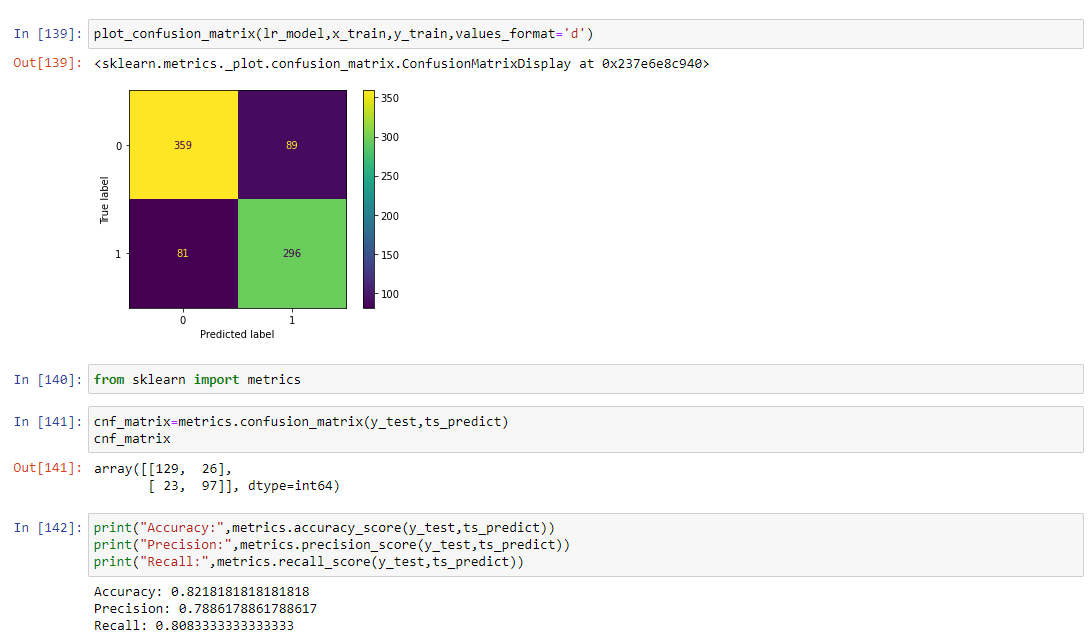 In [139]: plot_confusion_matrix(lr_model,x_train,y_train,values_format='d')
Out[139]: <sklearn.metrics._plot.confusion_matrix.ConfusionMatrixDisplay at 0x237e6e8c940>
350
359 89
0
300
250
True label
200
81 296
1
150
100
0 1
Predicted label
In [140]: from sklearn import metrics
In [141]: cnf_matrix=metrics.confusion_matrix(y_test,ts_predict)
cnf_matrix
Out[141]: array([[129,  26],
       [ 23,  97]], dtype=int64)
In [142]: print("Accuracy:",metrics.accuracy_score(y_test,ts_predict))
print("Precision:",metrics.precision_score(y_test,ts_predict))
print("Recall:",metrics.recall_score(y_test,ts_predict))
Accuracy: 0.8218181818181818
Precision: 0.7886178861788617
Recall: 0.8083333333333333